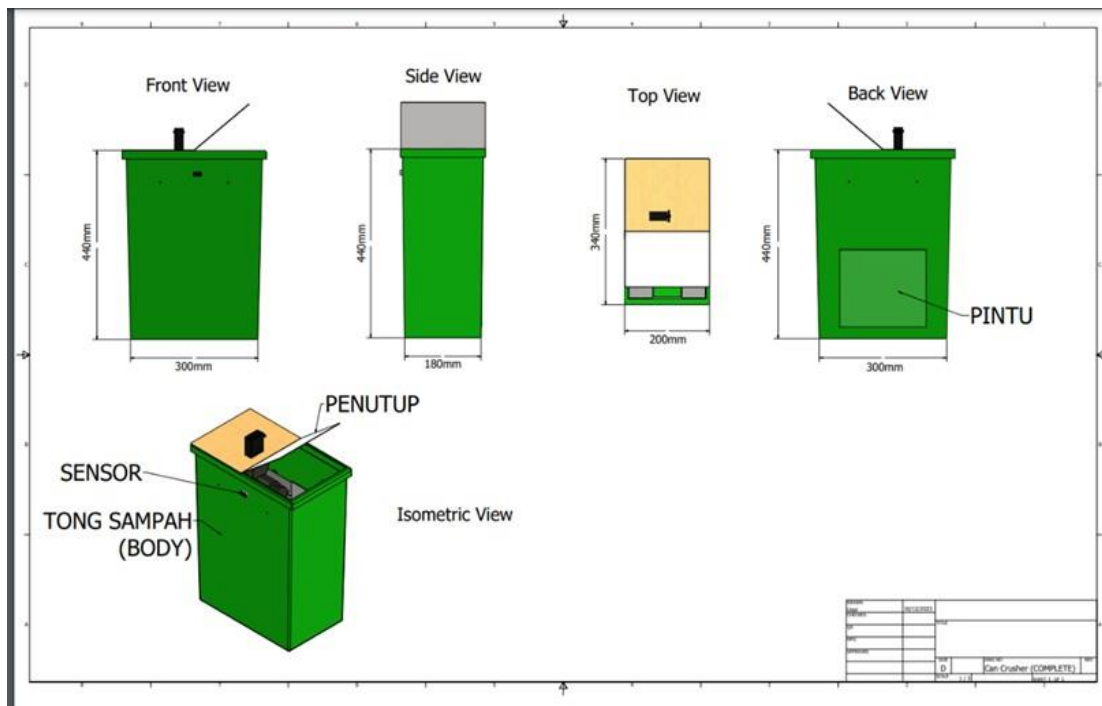 Front View
Side View
Top View
Back View
440mm
300mm
440mm
180mm
340mm
200mm
440mm
300mm
PINTU
PENUTUP
SENSOR
TONG SAMPAH
(BODY)
Isometric View
D
Can Crusher (COMPLETE)